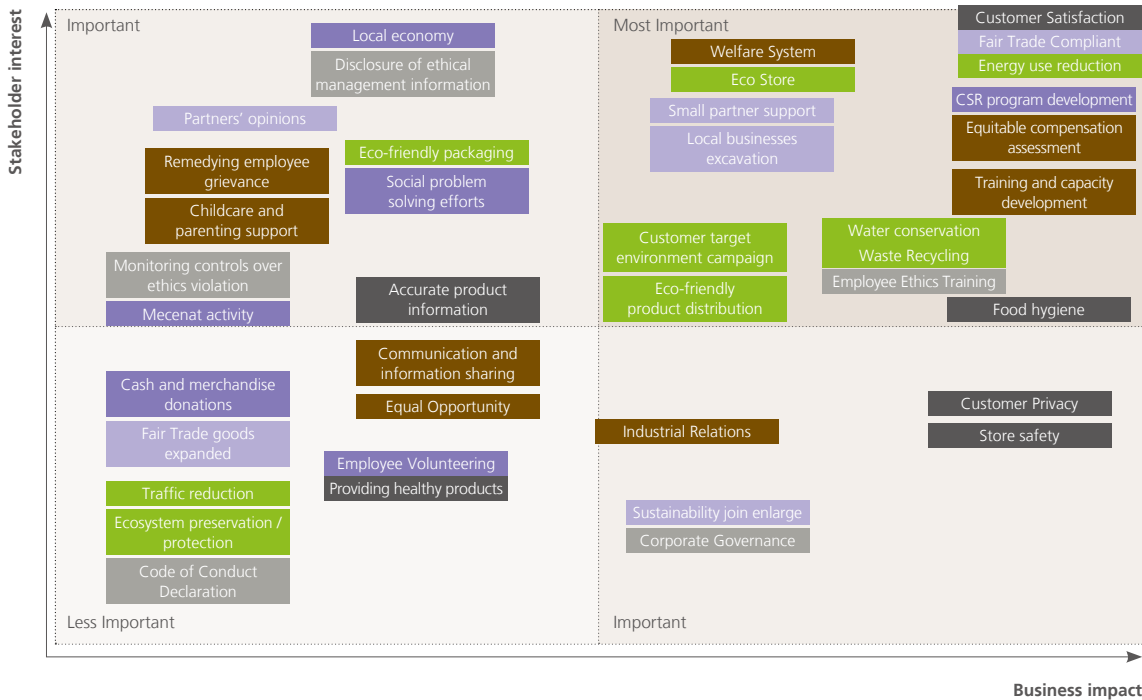 Stakeholder interest
Important
Local economy
Disclosure of ethical
management information
Partners’ opinions
Eco-friendly packaging
Remedying employee
grievance
Social problem
solving efforts
Childcare and
parenting support
Monitoring controls over
ethics violation
Mecenat activity
Accurate product
information
Most Important
Customer Satisfaction
Fair Trade Compliant
Energy use reduction
Welfare System
Eco Store
CSR program development
Small partner support
Local businesses
excavation
Equitable compensation
assessment
Training and capacity
development
Customer target
environment campaign
Water conservation
Waste Recycling
Employee Ethics Training
Eco-friendly
product distribution
Food hygiene
Communication and
information sharing
Cash and merchandise
donations
Equal Opportunity
Fair Trade goods
expanded
Employee Volunteering
Providing healthy products
Traffic reduction
Ecosystem preservation /
protection
Code of Conduct
Declaration
Less Important
Customer Privacy
Industrial Relations
Store safety
Sustainability join enlarge
Corporate Governance
Important
Business impact